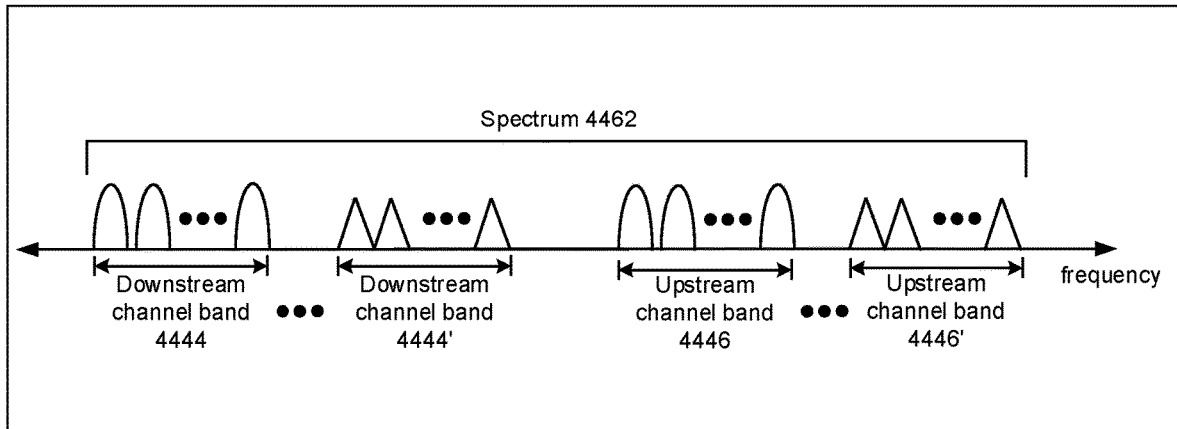 Spectrum 4462
frequency
Downstream
channel band
4444
Downstream
channel band
4444'
Upstream
channel band
4446
Upstream
channel band
4446'